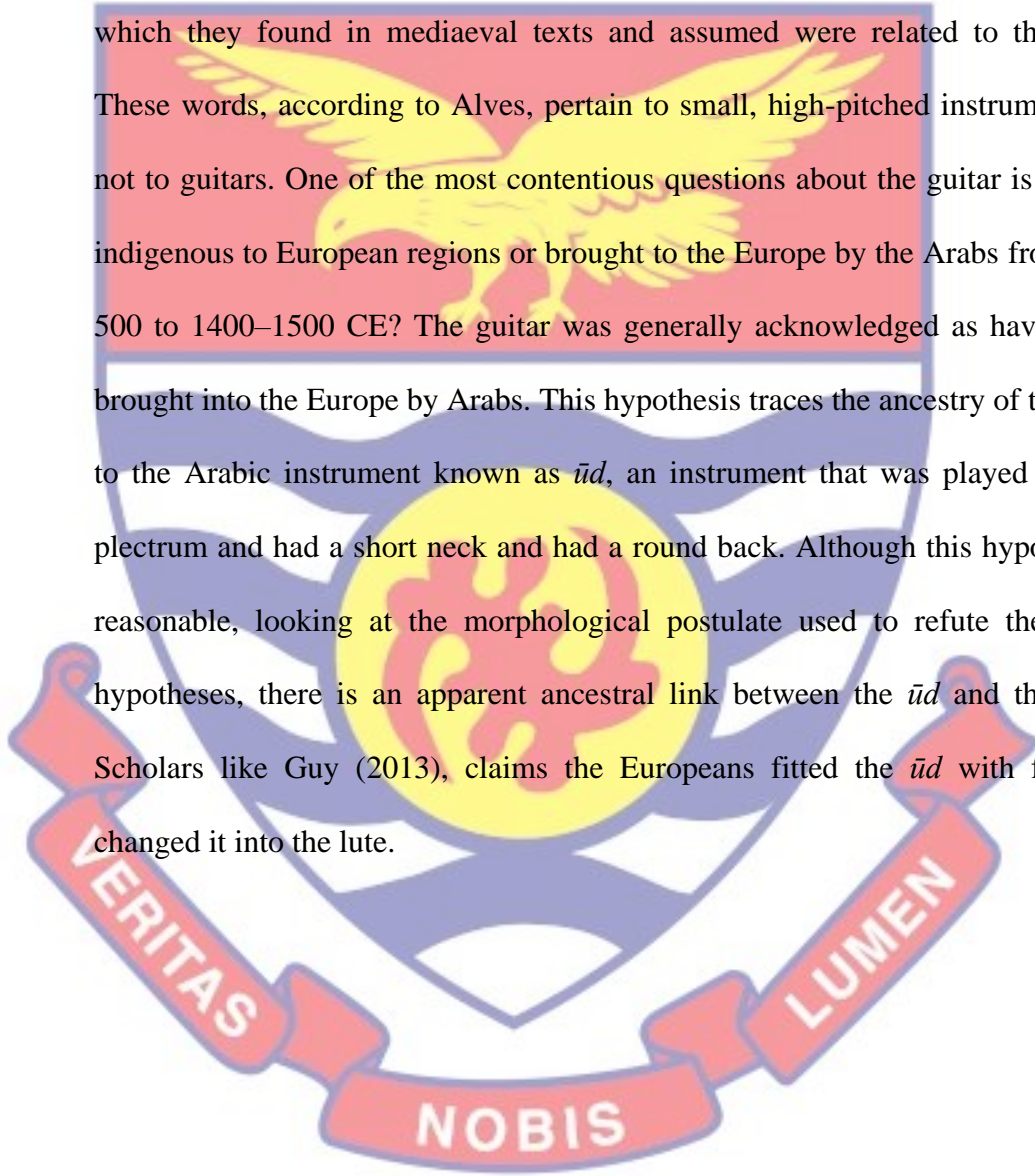 which they found in mediaeval texts and assumed were related to th
These words, according to Alves, pertain to small, high-pitched instrum
not to guitars. One of the most contentious questions about the guitar is
indigenous to European regions or brought to the Europe by the Arabs fro
500 to 1400–1500 CE? The guitar was generally acknowledged as hav
brought into the Europe by Arabs. This hypothesis traces the ancestry of t
to the Arabic instrument known as ūd, an instrument that was played
plectrum and had a short neck and had a round back. Although this hypo
reasonable, looking at the morphological postulate used to refute the
hypotheses, there is an apparent ancestral link between the ūd and th
Scholars like Guy (2013), claims the Europeans fitted the ūd with f
changed it into the lute.
VERITAS
NOBIS
LUMEN